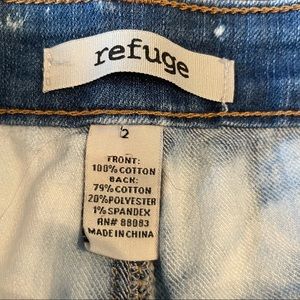 refuge
2
FRONT:
100% COTTON
BACK:
79% COTTON
20% POLYESTER
1% SPANDEX
RN# 88083
MADE IN CHINA